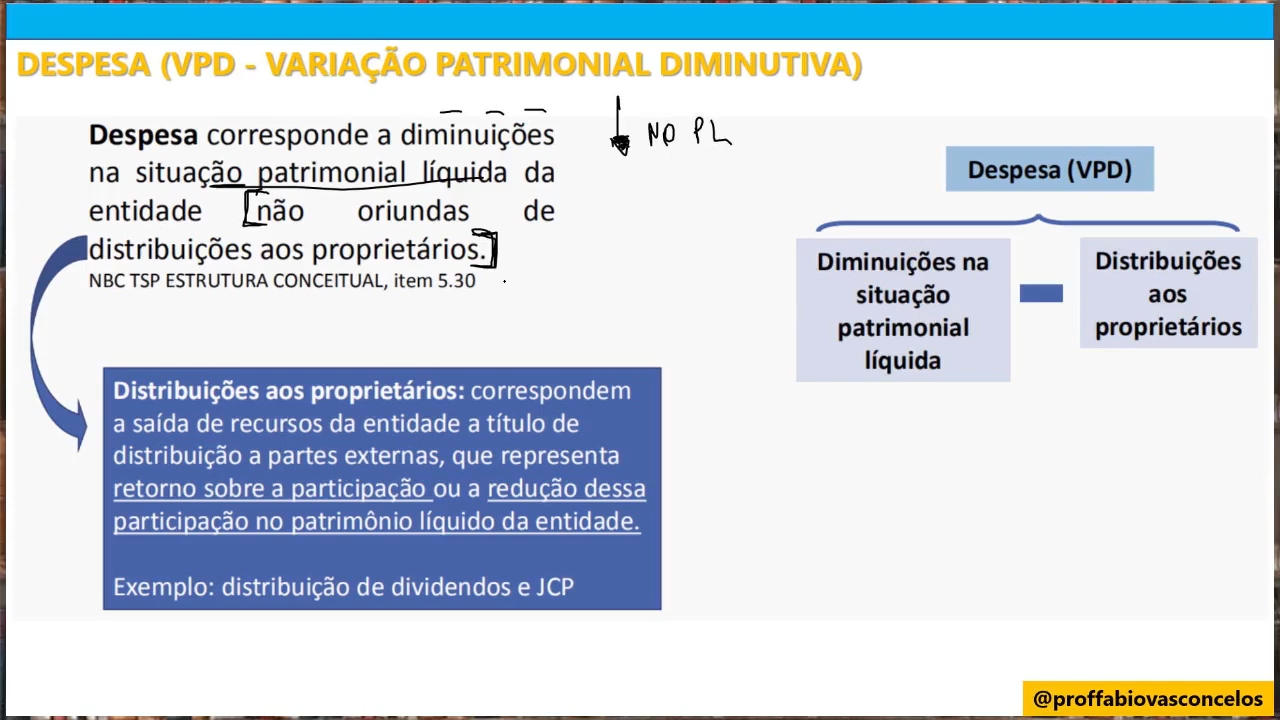 DESPESA (VPD - VARIAÇÃO PATRIMONIAL DIMINUTIVA)
Despesa corresponde a diminuições
na situação patrimonial líquida da
entidade não oriundas de
distribuições aos proprietários.
NBC TSP ESTRUTURA CONCEITUAL, item 5.30
NO PL
Despesa (VPD)
Diminuições na
situação
patrimonial
líquida
Distribuições
aos
proprietários
Distribuições aos proprietários: correspondem
a saída de recursos da entidade a título de
distribuição a partes externas, que representa
retorno sobre a participação ou a redução dessa
participação no patrimônio líquido da entidade.
Exemplo: distribuição de dividendos e JCP
@proffabiovasconcelos